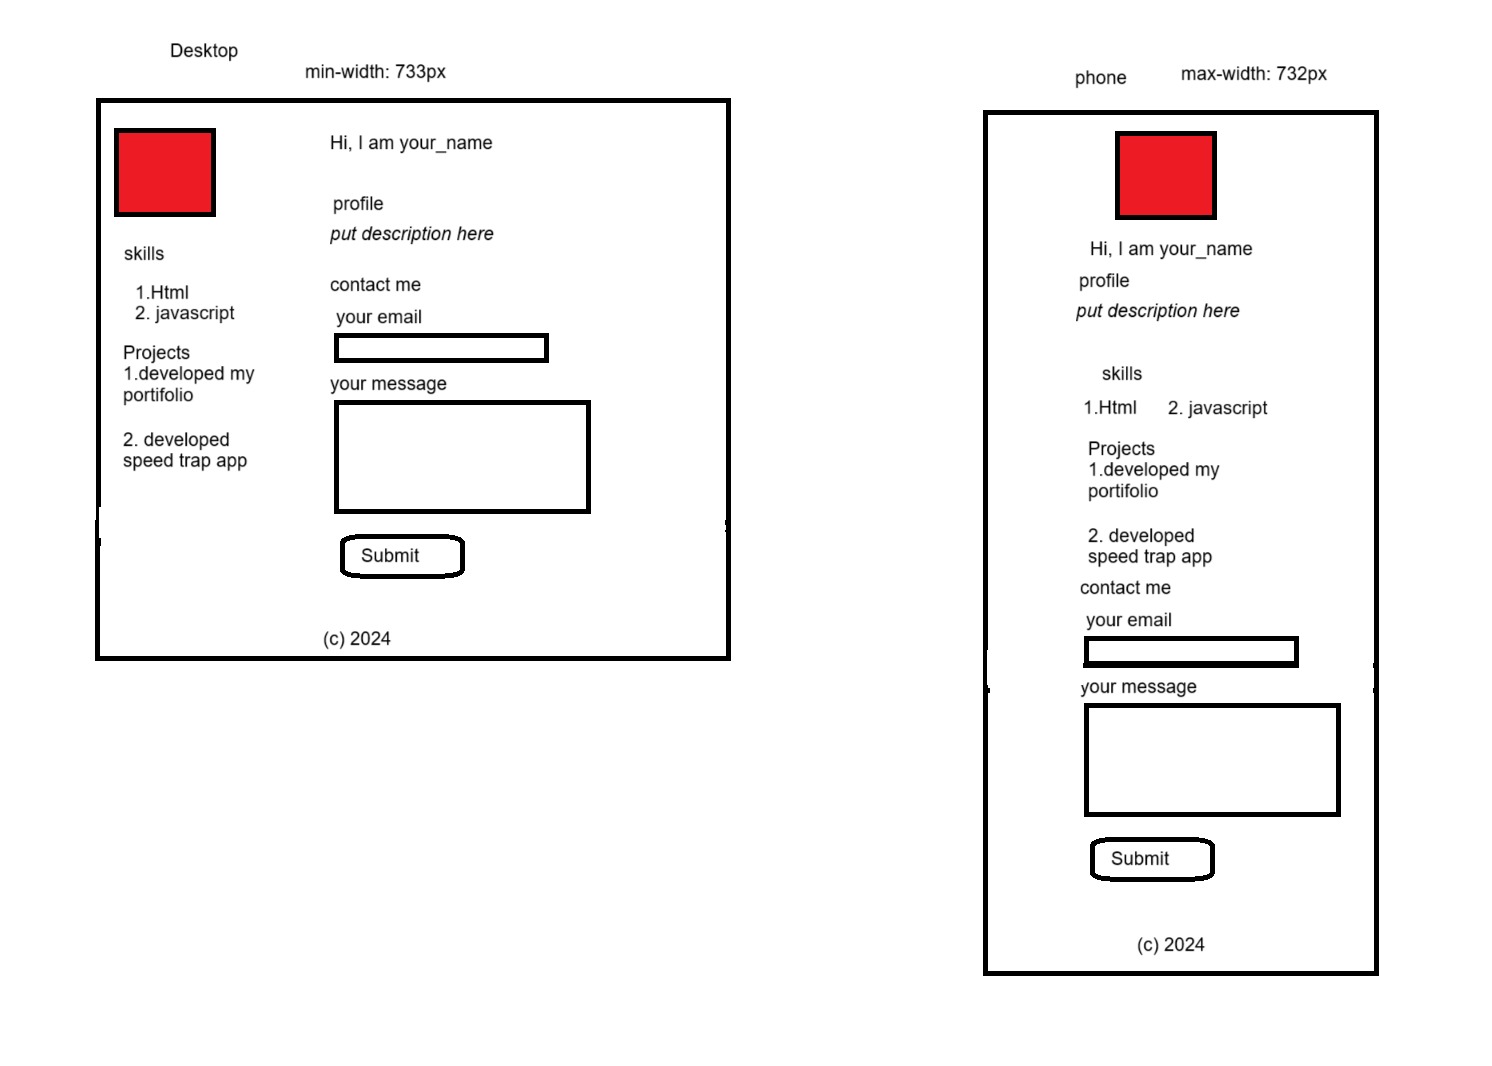 Desktop
min-width: 733px
Hi, I am your_name
profile
put description here
skills
1.Html
2. javascript
Projects
1.developed my
portifolio
2. developed
speed trap app
contact me
your email
your message
Submit
(c) 2024
phone
max-width: 732px
Hi, I am your_name
profile
put description here
skills
1.Html 2. javascript
Projects
1.developed my
portifolio
2. developed
speed trap app
contact me
your email
your message
Submit
(c) 2024